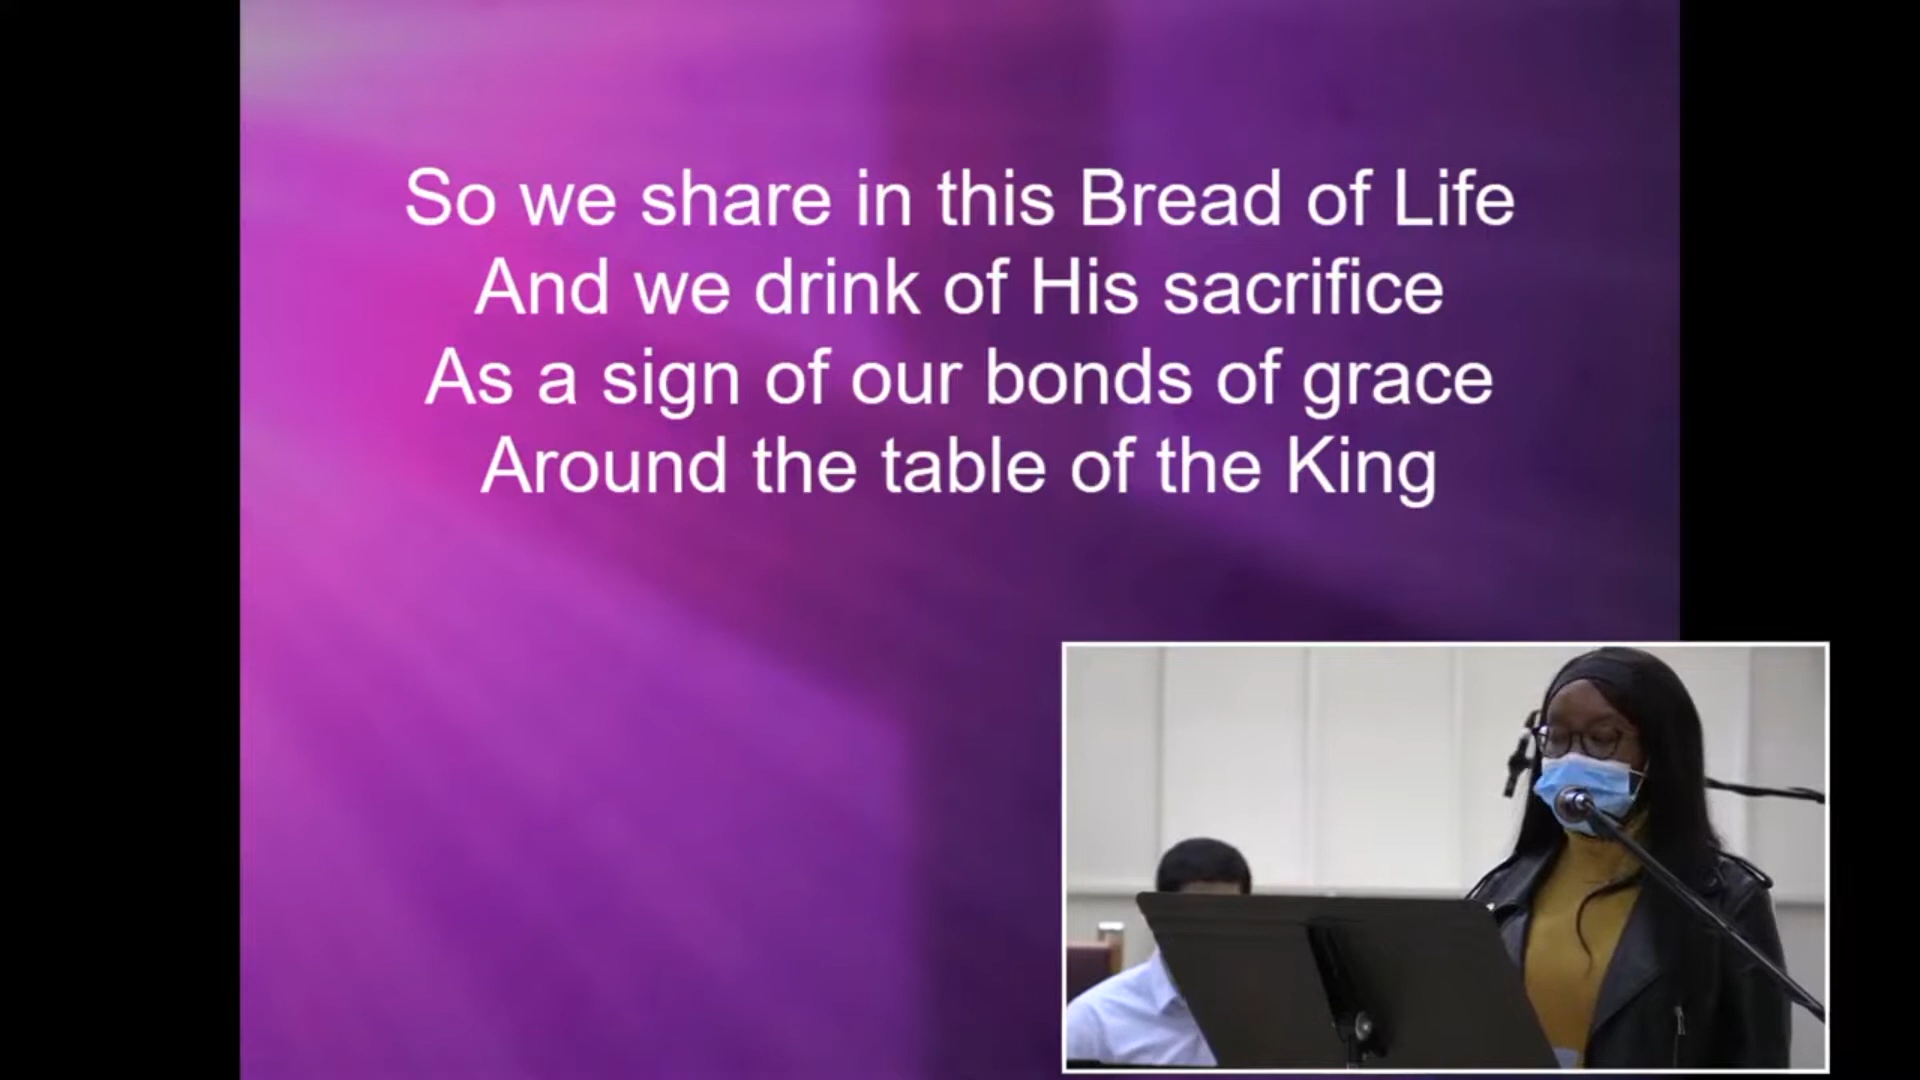 So we share in this Bread of Life
And we drink of His sacrifice
As a sign of our bonds of grace
Around the table of the King